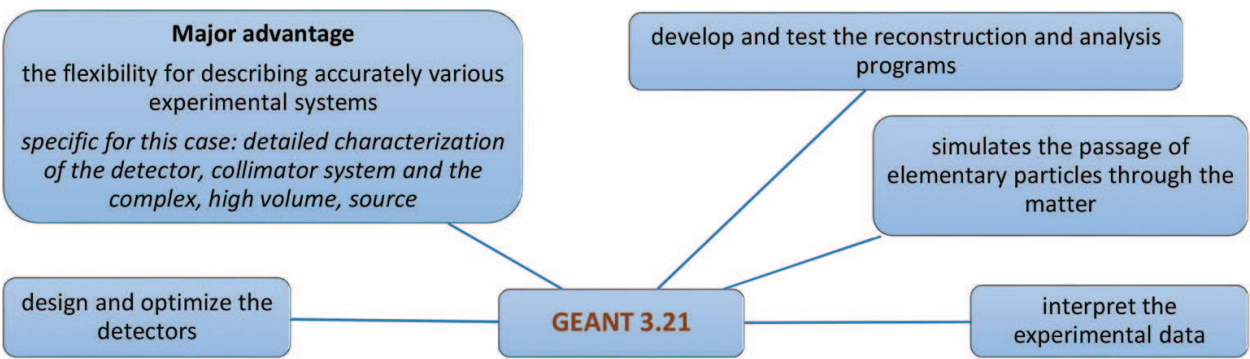 Major advantage
the flexibility for describing accurately various
experimental systems
specific for this case: detailed characterization
of the detector, collimator system and the
complex, high volume, source
develop and test the reconstruction and analysis
programs
simulates the passage of
elementary particles through the
matter
design and optimize the
detectors
GEANT 3.21
interpret the
experimental data